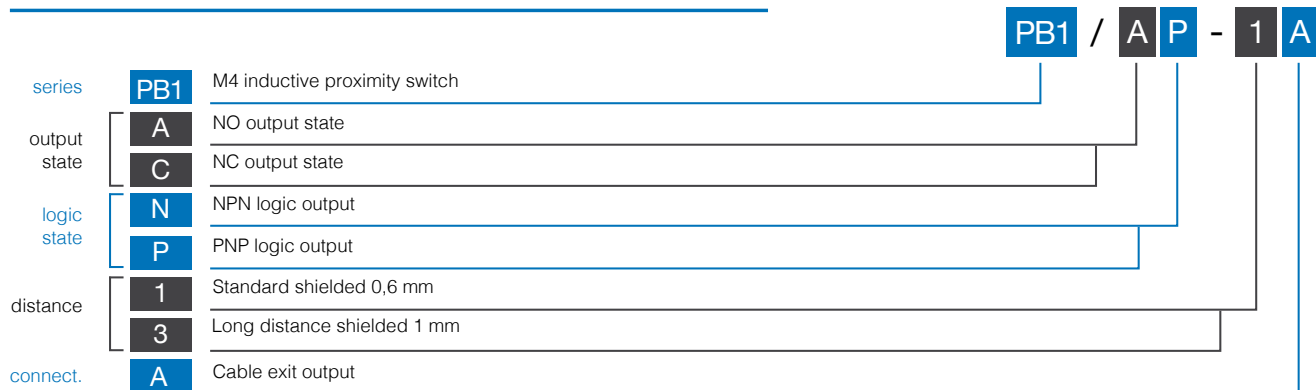 PB1 / A P - 1 A
series PB1 M4 inductive proximity switch
output state
A NO output state
C NC output state
logic state
N NPN logic output
P PNP logic output
distance
1 Standard shielded 0,6 mm
3 Long distance shielded 1 mm
connect. A Cable exit output